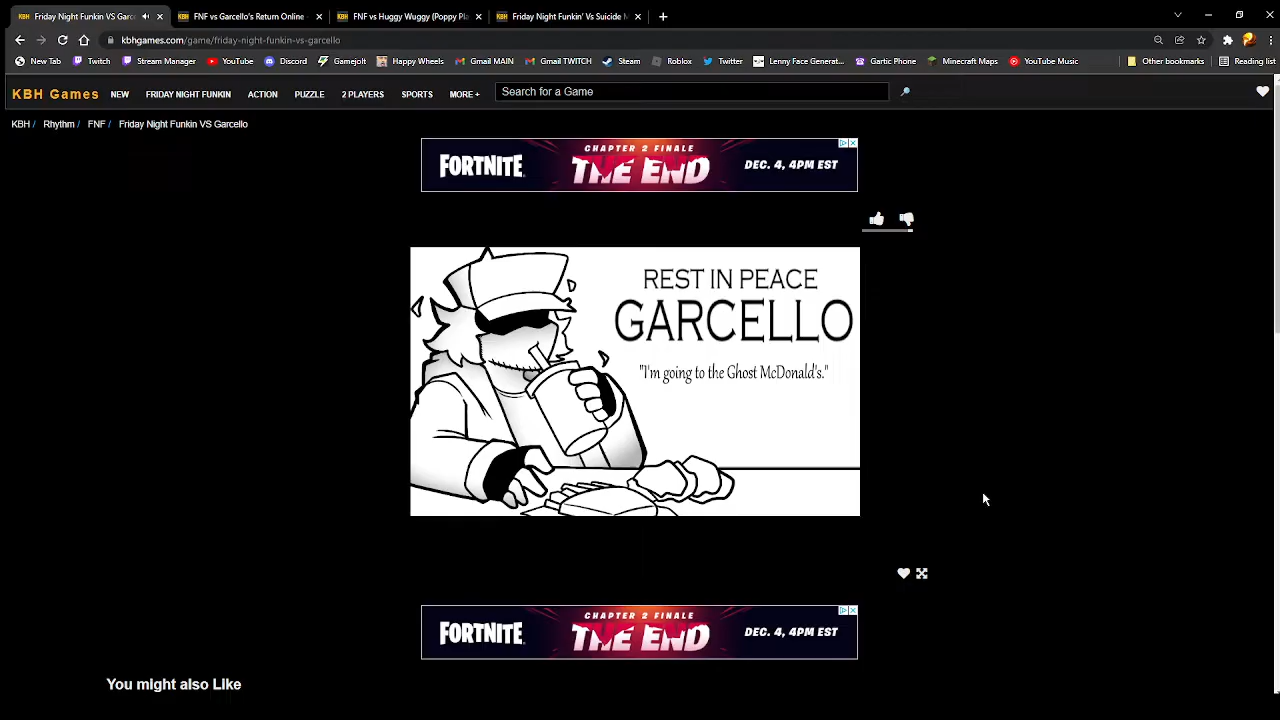 Friday Night Funkin VS Garc
FNF vs Garcello's Return Online
FNF vs Huggy Wuggy (Poppy Pla
Friday Night Funkin' Vs Suicide M
kbhgames.com/game/friday-night-funkin-vs-garcello
New Tab Twitch Stream Manager YouTube Discord Gamejolt Happy Wheels Gmail MAIN Gmail TWITCH Steam Roblox Twitter Lenny Face Generat... Gartic Phone Minecraft Maps YouTube Music Other bookmarks Reading list
KBH Games NEW FRIDAY NIGHT FUNKIN ACTION PUZZLE 2 PLAYERS SPORTS MORE + Search for a Game
KBH / Rhythm / FNF / Friday Night Funkin VS Garcello
FORTNITE CHAPTER 2 FINALE THE END DEC. 4, 4PM EST
REST IN PEACE
GARCELLO
"I'm going to the Ghost McDonald's."
FORTNITE CHAPTER 2 FINALE THE END DEC. 4, 4PM EST
You might also Like